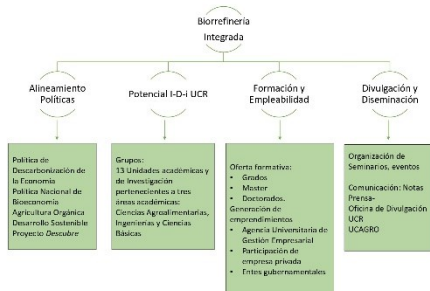 Biorrefinería
Integrada
Alineamiento
Políticas
Potencial I-D-i UCR
Formación y
Empleabilidad
Divulgación y
Diseminación
Política de
Descarbonización de
la Economía
Política Nacional de
Bioeconomía
Agricultura Orgánica
Desarrollo Sostenible
Proyecto Descubre
Grupos:
13 Unidades académicas y
de Investigación
pertenecientes a tres
áreas académicas:
Ciencias Agroalimentarias,
Ingenierías y Ciencias
Básicas
Oferta formativa:
• Grados
• Master
• Doctorados.
Generación de
emprendimientos
• Agencia Universitaria de
Gestión Empresarial
• Participación de
empresa privada
• Entes gubernamentales
Organización de
Seminarios, eventos
Comunicación: Notas
Prensa-
Oficina de Divulgación
UCR
UCAGRO